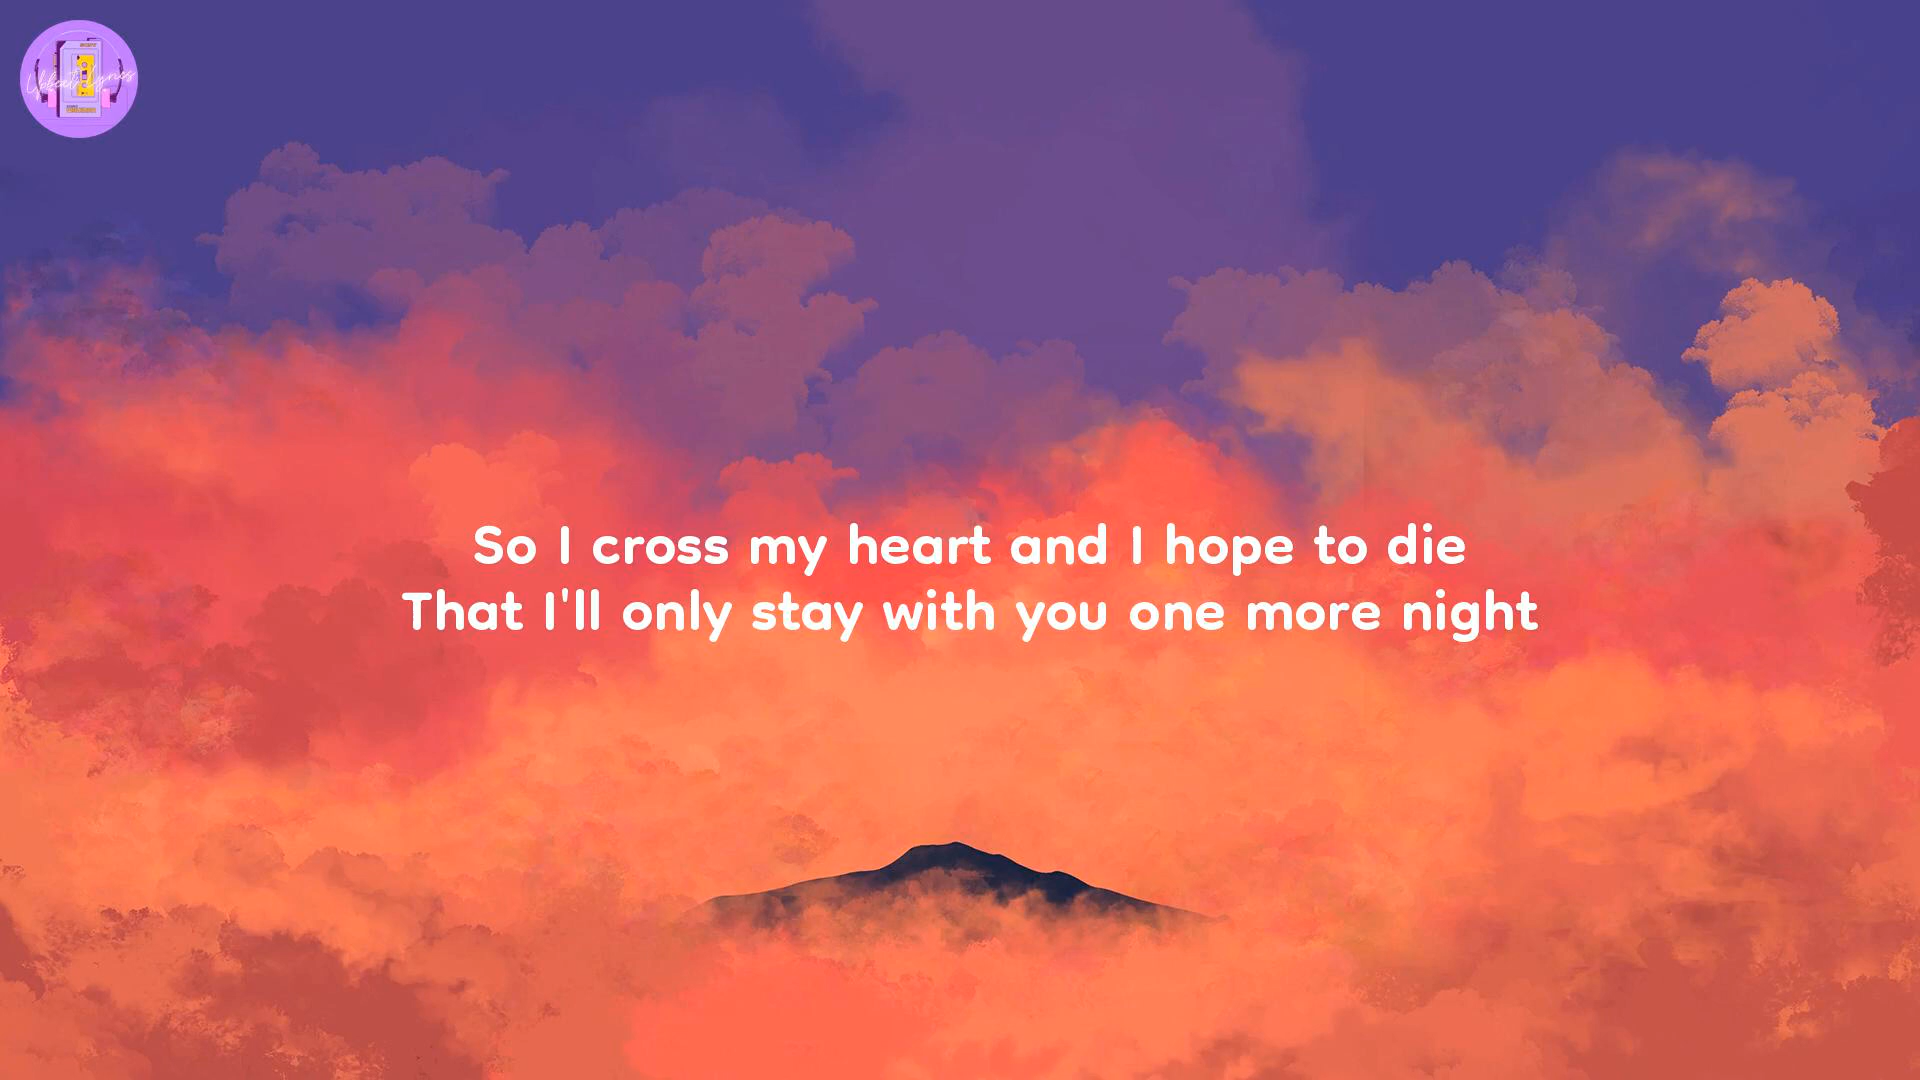 So I cross my heart and I hope to die
That I'll only stay with you one more night